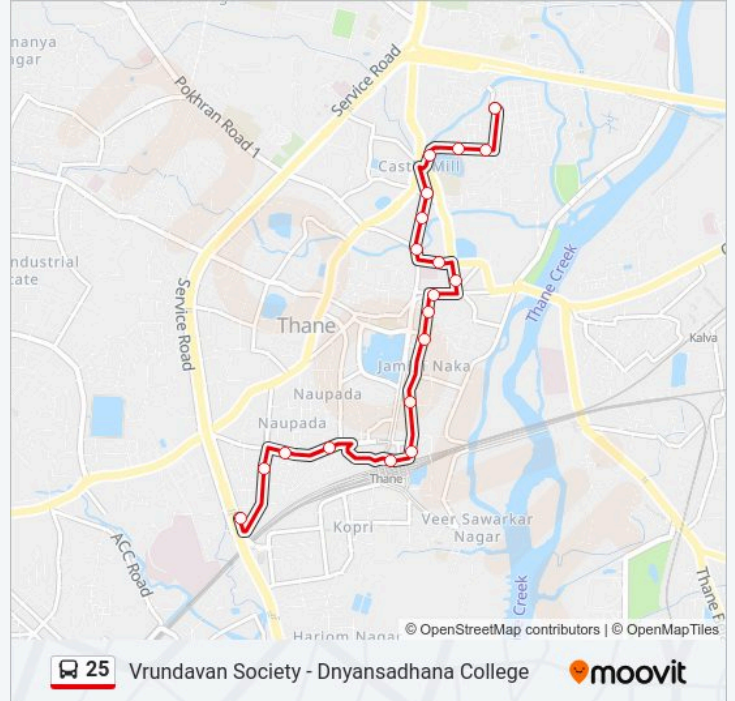 nanya
agar
Service Road
Pokhran Road 1
Castle Mill
ndustrial
tate
Service Road
Thane Creek
Thane
Kalva
Naupada
Naupada
Thane
Kopri
Veer Sawarkar
Nagar
ACC Road
Creek
Thane B
Hariom Nagar
© OpenStreetMap contributors | © OpenMapTiles
25
Vrundavan Society - Dnyansadhana College
moovit